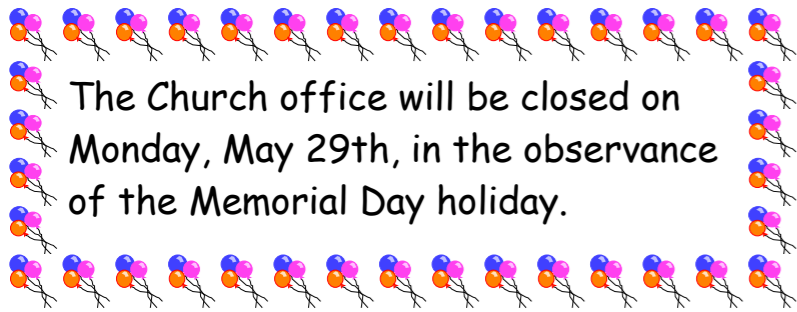 The Church office will be closed on
Monday, May 29th, in the observance
of the Memorial Day holiday.